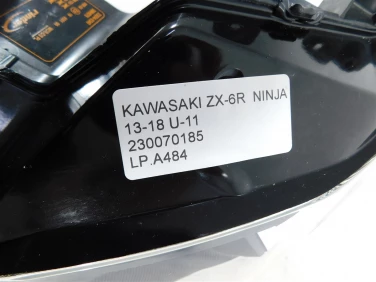 KAWASAKI ZX-6R NINJA
13-18 U-11
230070185
LP.A484